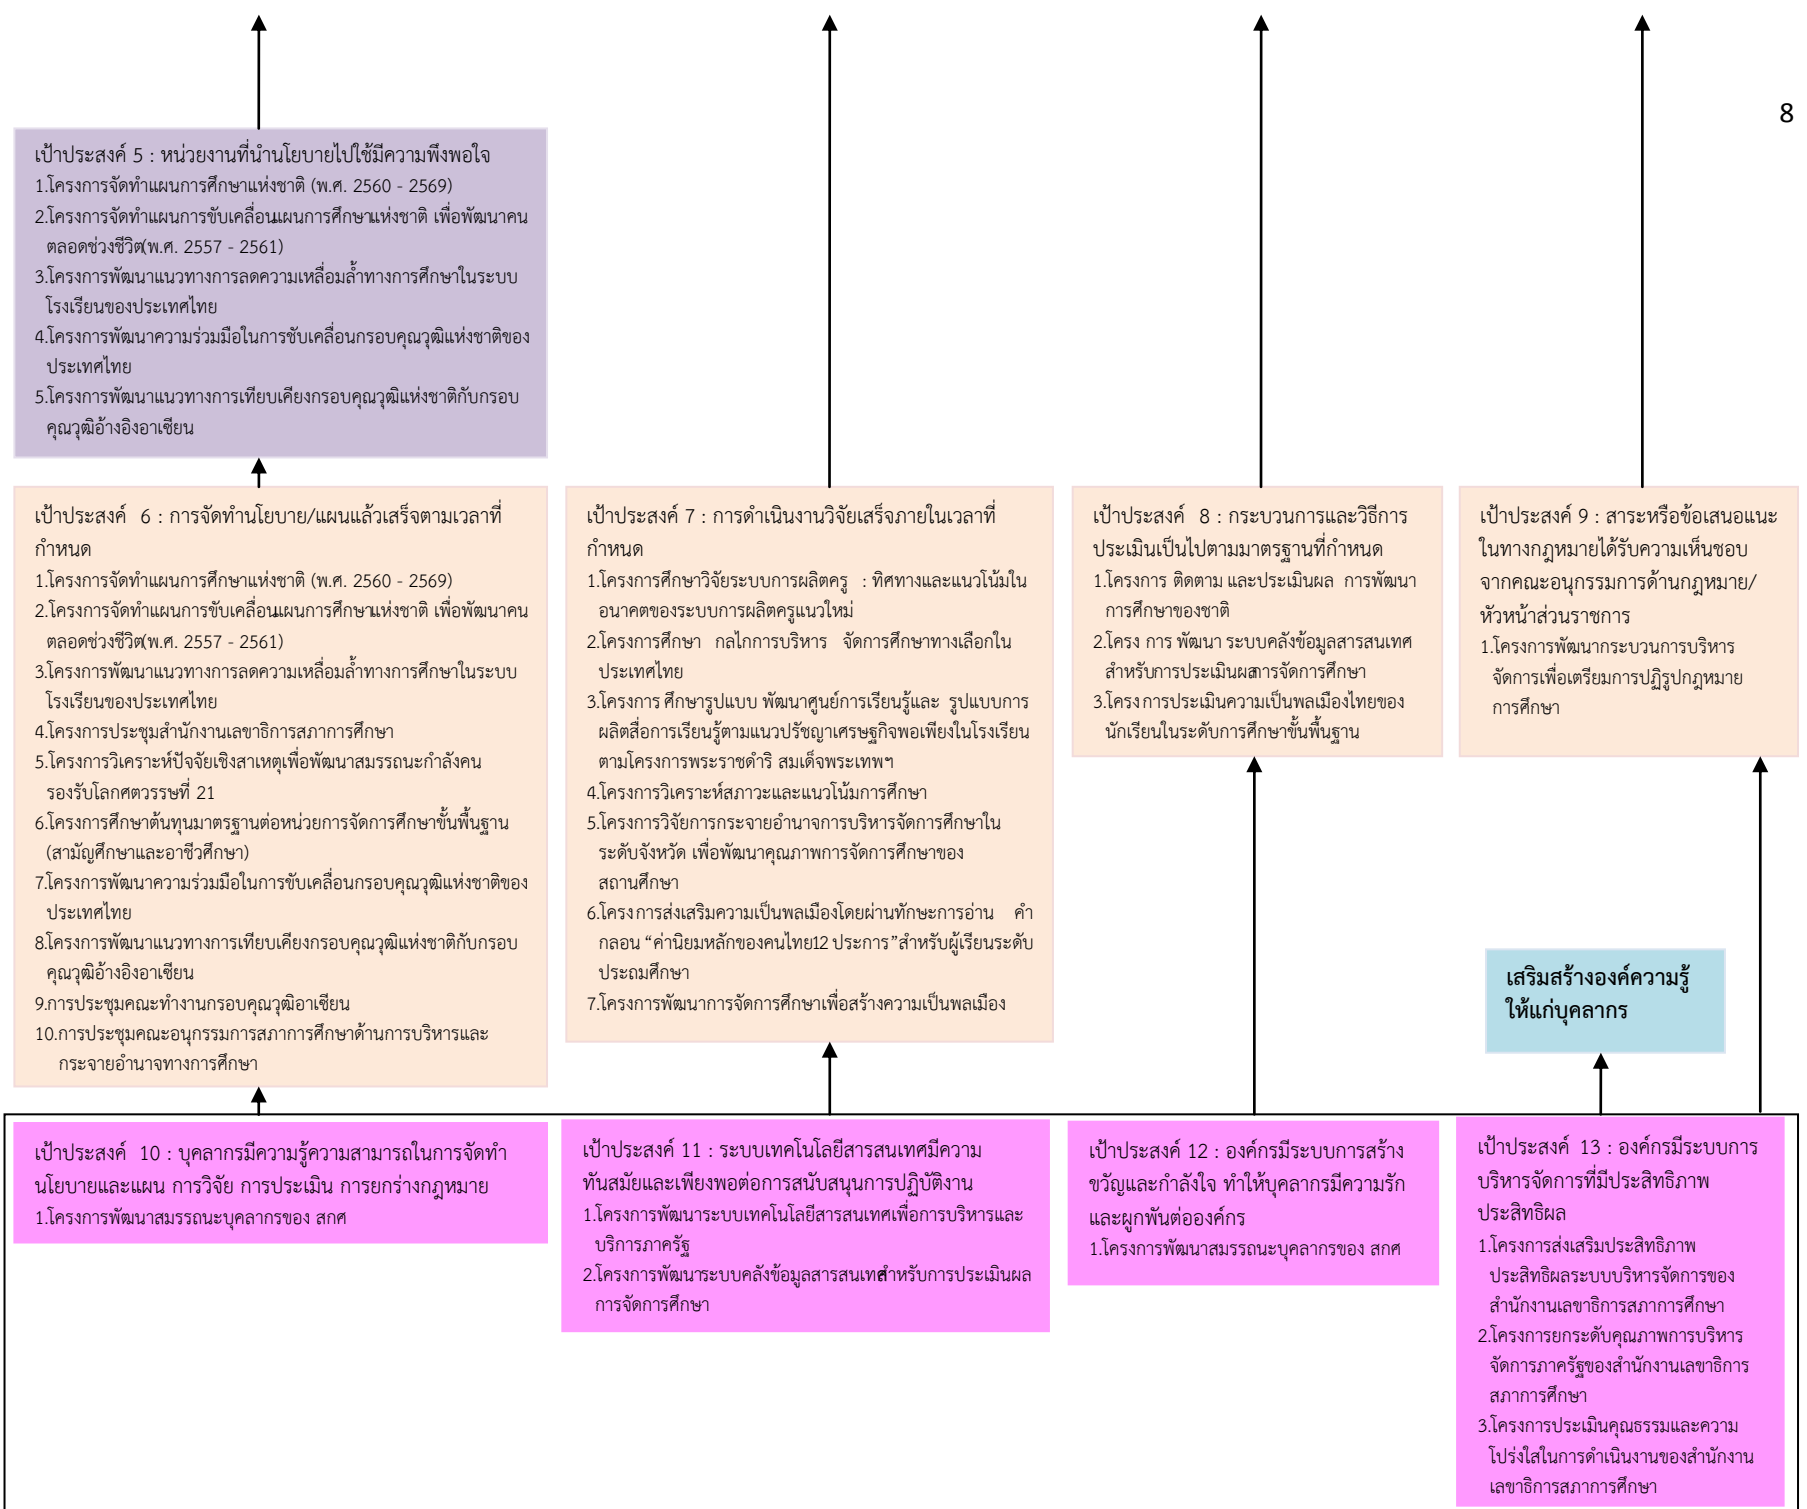 8
เป้าประสงค์ 5 : หน่วยงานที่นำนโยบายไปใช้มีความพึงพอใจ
1.โครงการจัดทำแผนการศึกษาแห่งชาติ (พ.ศ. 2560 - 2569)
2.โครงการจัดทำแผนการขับเคลื่อนแผนการศึกษาแห่งชาติ เพื่อพัฒนาคน
ตลอดช่วงชีวิต(พ.ศ. 2557 - 2561)
3.โครงการพัฒนาแนวทางการลดความเหลื่อมล้ำทางการศึกษาในระบบ
โรงเรียนของประเทศไทย
4.โครงการพัฒนาความร่วมมือในการขับเคลื่อนกรอบคุณวุฒิแห่งชาติของ
ประเทศไทย
5.โครงการพัฒนาแนวทางการเทียบเคียงกรอบคุณวุฒิแห่งชาติกับกรอบ
คุณวุฒิอ้างอิงอาเซียน
เป้าประสงค์ 6 : การจัดทำนโยบาย/แผนแล้วเสร็จตามเวลาที่
กำหนด
1.โครงการจัดทำแผนการศึกษาแห่งชาติ (พ.ศ. 2560 - 2569)
2.โครงการจัดทำแผนการขับเคลื่อนแผนการศึกษาแห่งชาติ เพื่อพัฒนาคน
ตลอดช่วงชีวิต(พ.ศ. 2557 - 2561)
3.โครงการพัฒนาแนวทางการลดความเหลื่อมล้ำทางการศึกษาในระบบ
โรงเรียนของประเทศไทย
4.โครงการประชุมสำนักงานเลขาธิการสภาการศึกษา
5.โครงการวิเคราะห์ปัจจัยเชิงสาเหตุเพื่อพัฒนาสมรรถนะกำลังคน
รองรับโลกศตวรรษที่ 21
6.โครงการศึกษาต้นทุนมาตรฐานต่อหน่วยการจัดการศึกษาขั้นพื้นฐาน
(สามัญศึกษาและอาชีวศึกษา)
7.โครงการพัฒนาความร่วมมือในการขับเคลื่อนกรอบคุณวุฒิแห่งชาติของ
ประเทศไทย
8.โครงการพัฒนาแนวทางการเทียบเคียงกรอบคุณวุฒิแห่งชาติกับกรอบ
คุณวุฒิอ้างอิงอาเซียน
9.การประชุมคณะทำงานกรอบคุณวุฒิอาเซียน
10.การประชุมคณะอนุกรรมการสภาการศึกษาด้านการบริหารและ
กระจายอำนาจทางการศึกษา
เป้าประสงค์ 7 : การดำเนินงานวิจัยเสร็จภายในเวลาที่
กำหนด
1.โครงการศึกษาวิจัยระบบการผลิตครู : ทิศทางและแนวโน้มใน
อนาคตของระบบการผลิตครูแนวใหม่
2.โครงการศึกษา กลไกการบริหาร จัดการศึกษาทางเลือกใน
ประเทศไทย
3.โครงการ ศึกษารูปแบบ พัฒนาศูนย์การเรียนรู้และ รูปแบบการ
ผลิตสื่อการเรียนรู้ตามแนวปรัชญาเศรษฐกิจพอเพียงในโรงเรียน
ตามโครงการพระราชดำริ สมเด็จพระเทพฯ
4.โครงการวิเคราะห์สภาวะและแนวโน้มการศึกษา
5.โครงการวิจัยการกระจายอำนาจการบริหารจัดการศึกษาใน
ระดับจังหวัด เพื่อพัฒนาคุณภาพการจัดการศึกษาของ
สถานศึกษา
6.โครงการส่งเสริมความเป็นพลเมืองโดยผ่านทักษะการอ่าน คำ
กลอน “ค่านิยมหลักของคนไทย12 ประการ”สำหรับผู้เรียนระดับ
ประถมศึกษา
7.โครงการพัฒนาการจัดการศึกษาเพื่อสร้างความเป็นพลเมือง
เป้าประสงค์ 8 : กระบวนการและวิธีการ
ประเมินเป็นไปตามมาตรฐานที่กำหนด
1.โครงการ ติดตาม และประเมินผล การพัฒนา
การศึกษาของชาติ
2.โครง การ พัฒนา ระบบคลังข้อมูลสารสนเทศ
สำหรับการประเมินผลการจัดการศึกษา
3.โครงการประเมินความเป็นพลเมืองไทยของ
นักเรียนในระดับการศึกษาขั้นพื้นฐาน
เป้าประสงค์ 9 : สาระหรือข้อเสนอแนะ
ในทางกฎหมายได้รับความเห็นชอบ
จากคณะอนุกรรมการด้านกฎหมาย/
หัวหน้าส่วนราชการ
1.โครงการพัฒนากระบวนการบริหาร
จัดการเพื่อเตรียมการปฏิรูปกฎหมาย
การศึกษา
เสริมสร้างองค์ความรู้
ให้แก่บุคลากร
เป้าประสงค์ 10 : บุคลากรมีความรู้ความสามารถในการจัดทำ
นโยบายและแผน การวิจัย การประเมิน การยกร่างกฎหมาย
1.โครงการพัฒนาสมรรถนะบุคลากรของ สกศ
เป้าประสงค์ 11 : ระบบเทคโนโลยีสารสนเทศมีความ
ทันสมัยและเพียงพอต่อการสนับสนุนการปฏิบัติงาน
1.โครงการพัฒนาระบบเทคโนโลยีสารสนเทศเพื่อการบริหารและ
บริการภาครัฐ
2.โครงการพัฒนาระบบคลังข้อมูลสารสนเทศสำหรับการประเมินผล
การจัดการศึกษา
เป้าประสงค์ 12 : องค์กรมีระบบการสร้าง
ขวัญและกำลังใจ ทำให้บุคลากรมีความรัก
และผูกพันต่อองค์กร
1.โครงการพัฒนาสมรรถนะบุคลากรของ สกศ
เป้าประสงค์ 13 : องค์กรมีระบบการ
บริหารจัดการที่มีประสิทธิภาพ
ประสิทธิผล
1.โครงการส่งเสริมประสิทธิภาพ
ประสิทธิผลระบบบริหารจัดการของ
สำนักงานเลขาธิการสภาการศึกษา
2.โครงการยกระดับคุณภาพการบริหาร
จัดการภาครัฐของสำนักงานเลขาธิการ
สภาการศึกษา
3.โครงการประเมินคุณธรรมและความ
โปร่งใสในการดำเนินงานของสำนักงาน
เลขาธิการสภาการศึกษา